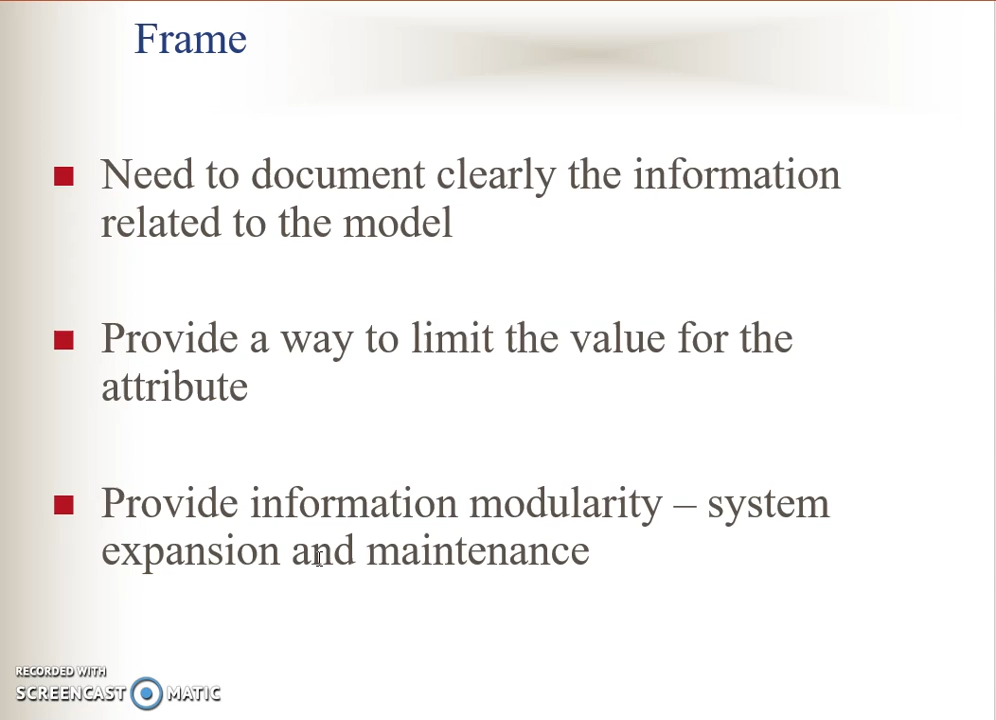 Frame
Need to document clearly the information
related to the model
Provide a way to limit the value for the
attribute
Provide information modularity – system
expansion and maintenance
RECORDED WITH
SCREENCAST MATIC